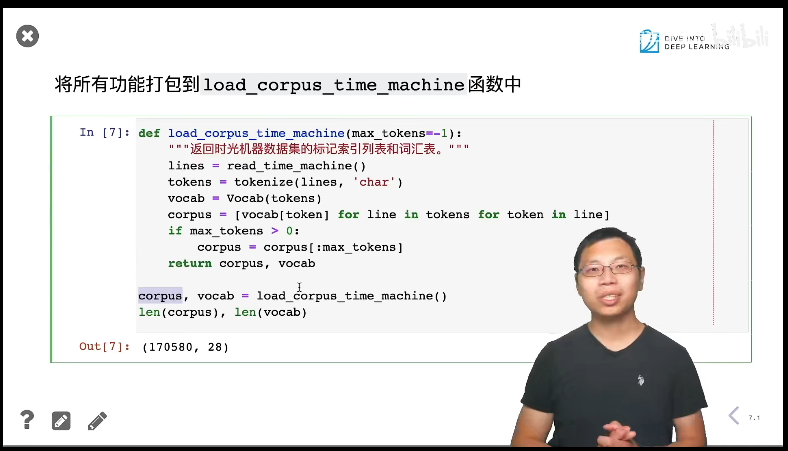 DIVE INTO
DEEP LEARNING
bilibili
将所有功能打包到load_corpus_time_machine函数中
In [7]: def load_corpus_time_machine(max_tokens=-1):
"""返回时光机器数据集的标记索引列表和词汇表。"""
lines = read_time_machine()
tokens = tokenize(lines, 'char')
vocab = Vocab(tokens)
corpus = [vocab[token] for line in tokens for token in line]
if max_tokens > 0:
corpus = corpus[:max_tokens]
return corpus, vocab
corpus, vocab = load_corpus_time_machine()
len(corpus), len(vocab)
Out[7]: (170580, 28)
7.1